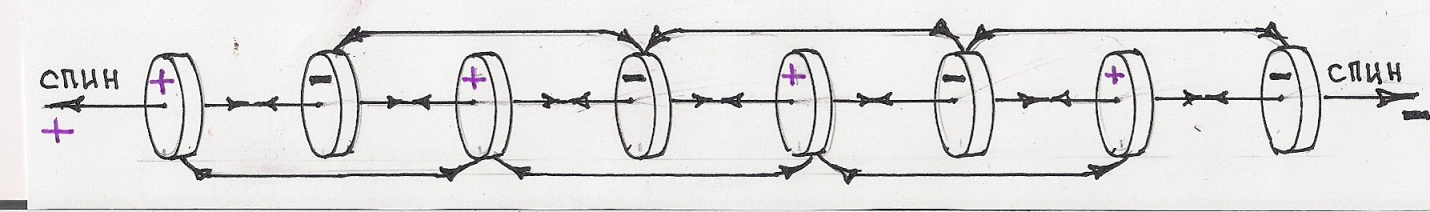 СПИН + - + - + - + - СПИН
+ -